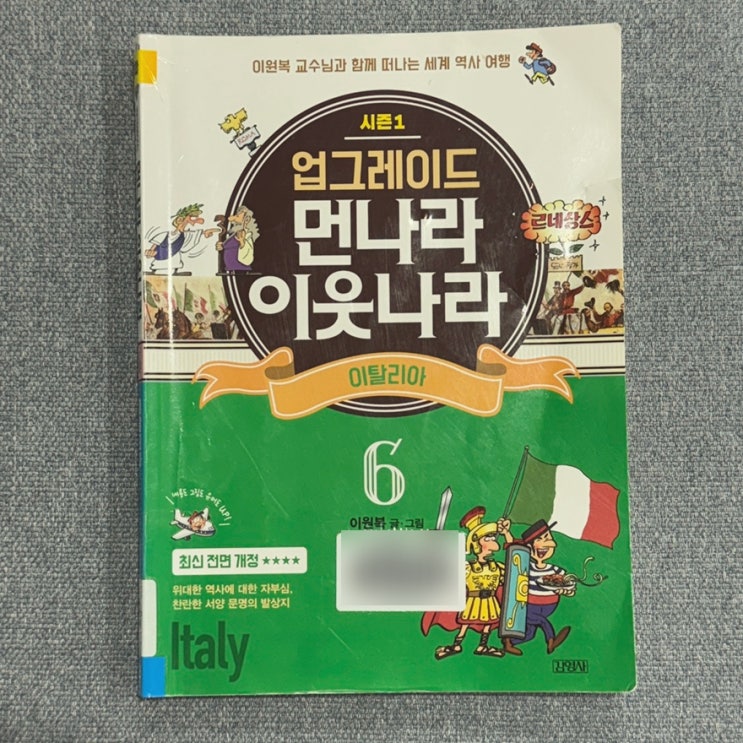 이원복 교수님과 함께 떠나는 세계 역사 여행
시즌1
업그레이드
먼나라
이웃나라
르네상스
이탈리아
6
이원복 글·그림
최신 전면 개정 ★★★★
위대한 역사에 대한 자부심,
찬란한 서양 문명의 발상지
Italy
김영사